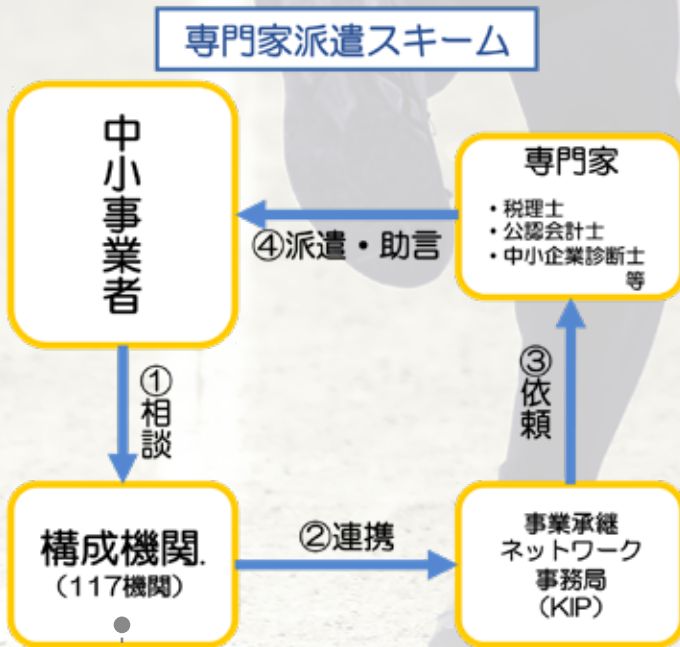 専門家派遣スキーム
中小事業者
専門家
・税理士
・公認会計士
・中小企業診断士
等
④派遣・助言
①相談
③依頼
構成機関.
（117機関）
②連携
事業承継
ネットワーク
事務局
（KIP）